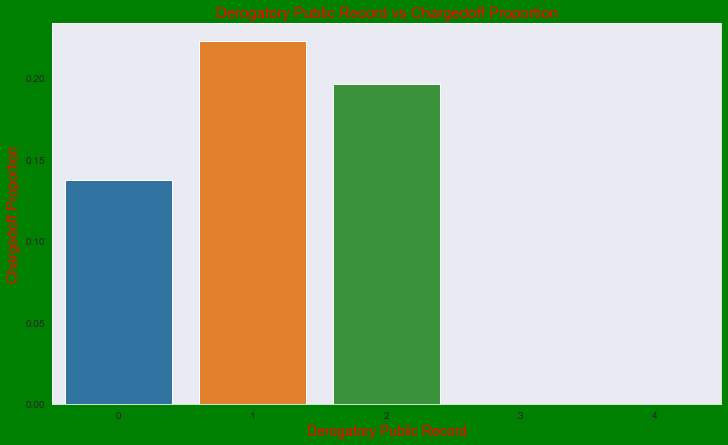 Derogatory Public Record vs Chargedoff Proportion
Chargedoff Proportion
0.20
0.15
0.10
0.05
0.00
0 1 2 3 4
Derogatory Public Record